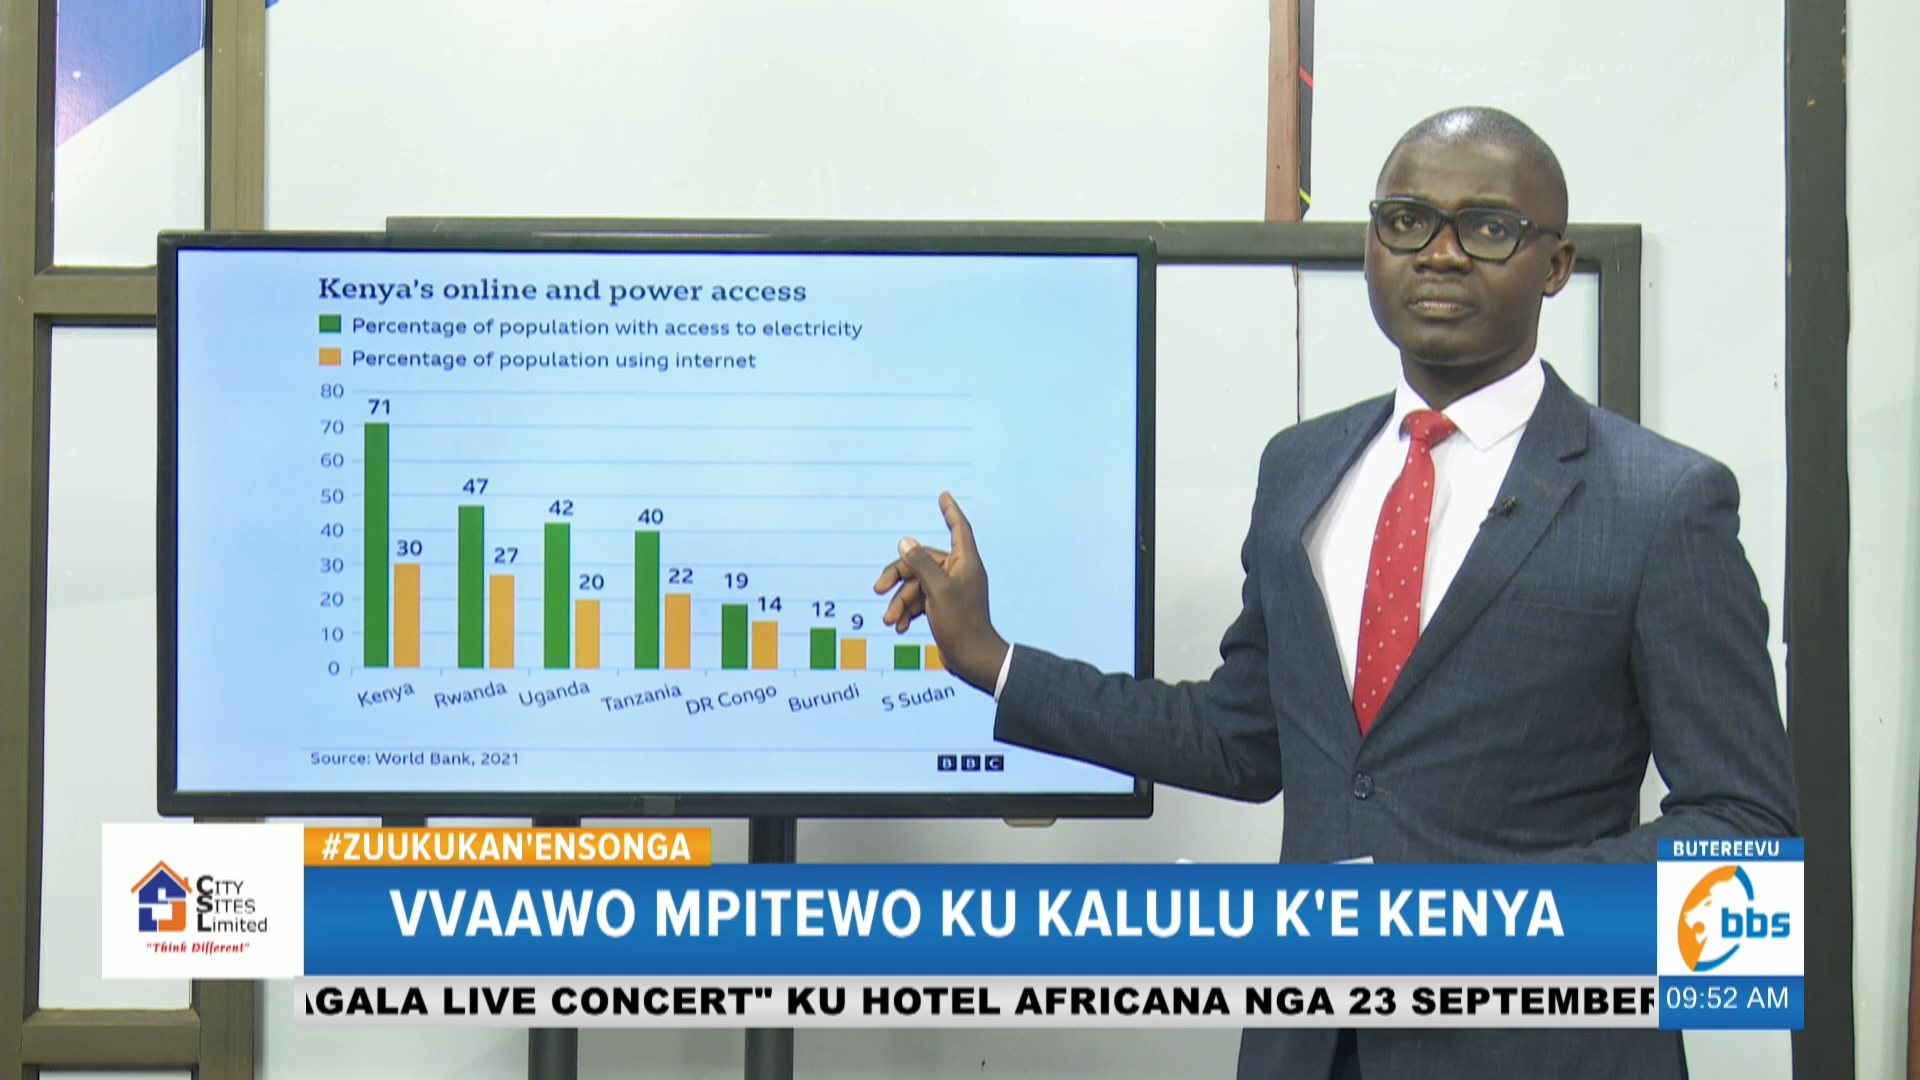 Kenya's online and power access
Percentage of population with access to electricity
Percentage of population using internet
80
70
60
50
40
30
20
10
0
71
30
47
27
42
20
40
22
19
14
12
9
Kenya
Rwanda
Uganda
Tanzania
DR Congo
Burundi
S Sudan
Source: World Bank, 2021
BBC
#ZUUKUKAN'ENSONGA
CITY
SITES
Limited
"Think Different"
VVAAWO MPITEWO KU KALULU K'E KENYA
BUTEREEVU
bbs
AGALA LIVE CONCERT" KU HOTEL AFRICANA NGA 23 SEPTEMBER
09:52 AM